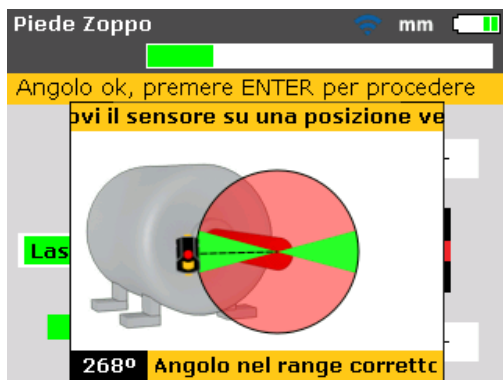 Piede Zoppo mm
Angolo ok, premere ENTER per procedere
ovi il sensore su una posizione ve
Las
268º Angolo nel range corrett